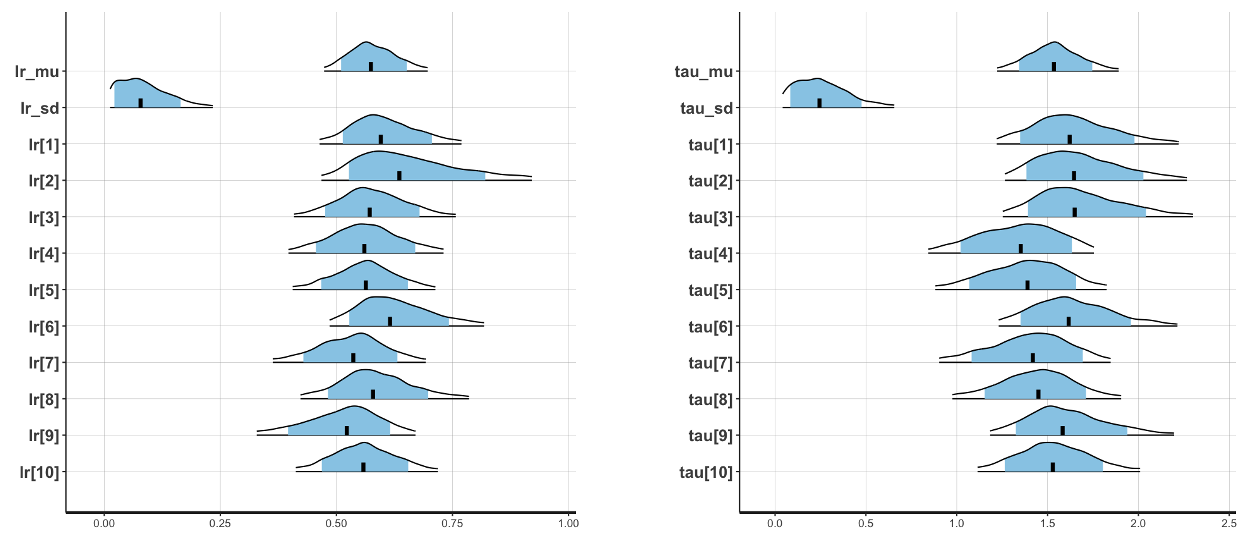 lr_mu
lr_sd
lr[1]
lr[2]
lr[3]
lr[4]
lr[5]
lr[6]
lr[7]
lr[8]
lr[9]
lr[10]
0.00 0.25 0.50 0.75 1.00
tau_mu
tau_sd
tau[1]
tau[2]
tau[3]
tau[4]
tau[5]
tau[6]
tau[7]
tau[8]
tau[9]
tau[10]
0.0 0.5 1.0 1.5 2.0 2.5